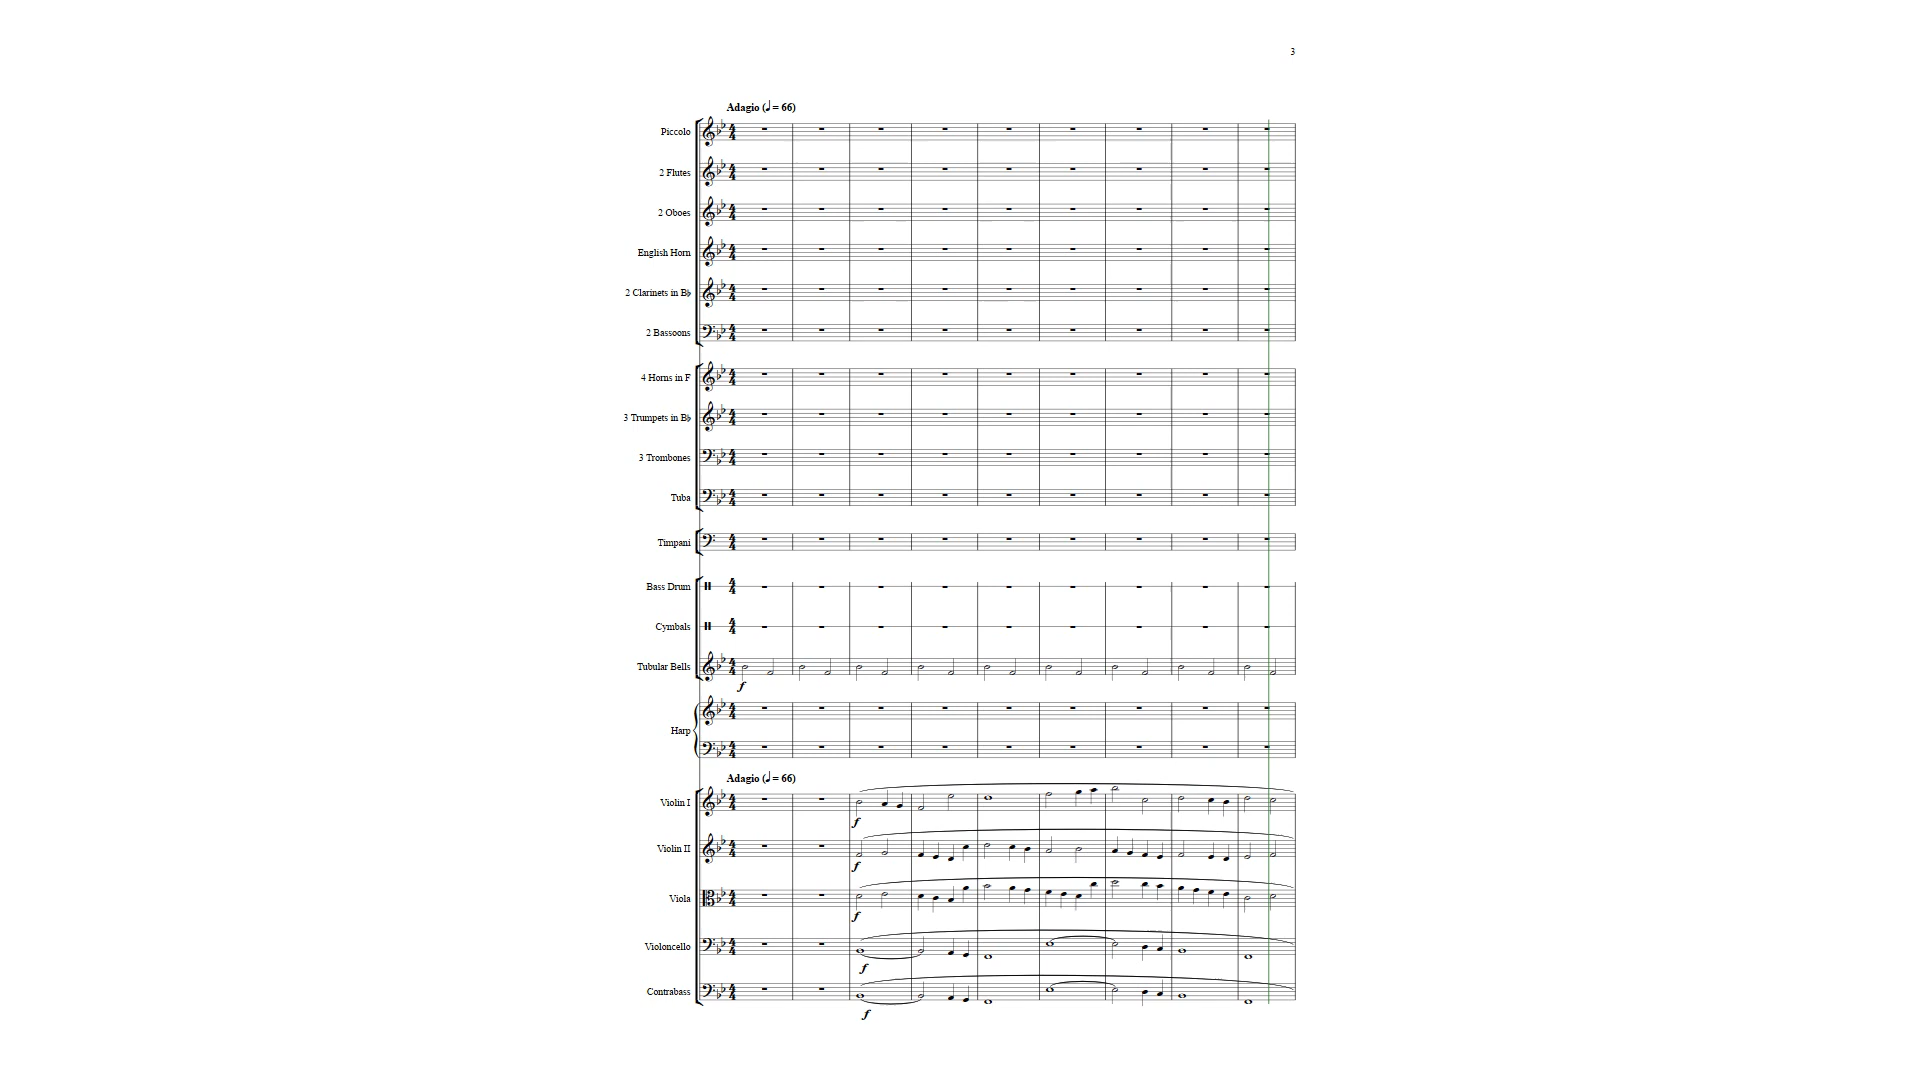 3
Adagio (♩ = 66)
Piccolo
2 Flutes
2 Oboes
English Horn
2 Clarinets in B♭
2 Bassoons
4 Horns in F
3 Trumpets in B♭
3 Trombones
Tuba
Timpani
Bass Drum
Cymbals
Tubular Bells
f
Harp
Adagio (♩ = 66)
Violin I
f
Violin II
f
Viola
f
Violoncello
f
Contrabass
f